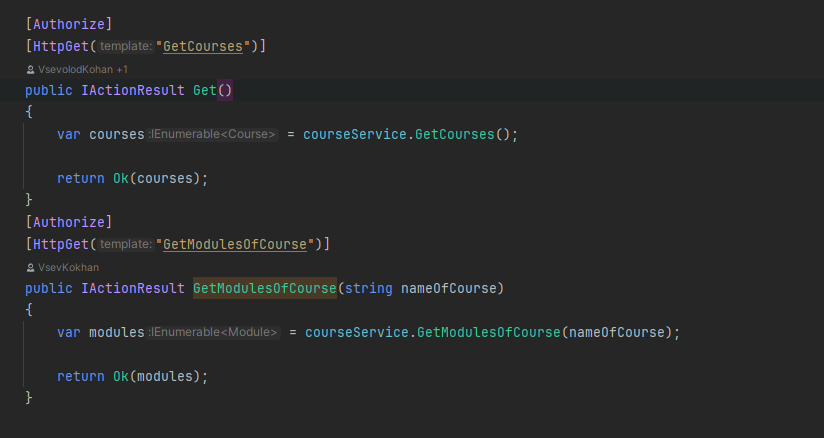 [Authorize]
[HttpGet(template:"GetCourses")]
VsevolodKohan +1
public IActionResult Get()
{
var courses :IEnumerable<Course> = courseService.GetCourses();
return Ok(courses);
}
[Authorize]
[HttpGet(template:"GetModulesOfCourse")]
VsevKokhan
public IActionResult GetModulesOfCourse(string nameOfCourse)
{
var modules :IEnumerable<Module> = courseService.GetModulesOfCourse(nameOfCourse);
return Ok(modules);
}